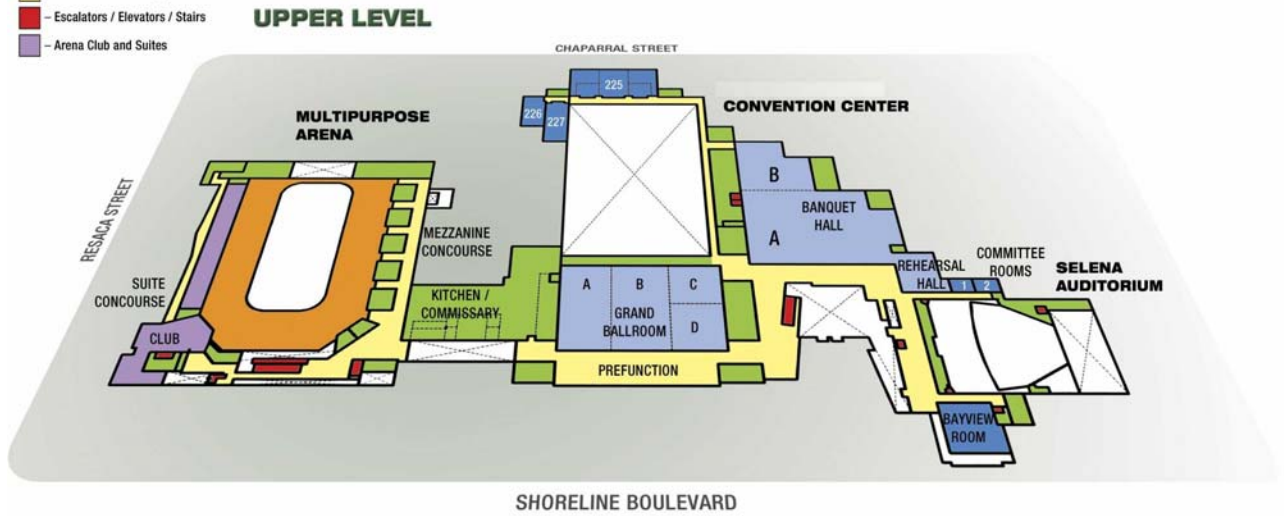 – Escalators / Elevators / Stairs
– Arena Club and Suites
UPPER LEVEL
CHAPARRAL STREET
225
226
227
MULTIPURPOSE
ARENA
CONVENTION CENTER
RESACA STREET
B
BANQUET
HALL
A
MEZZANINE
CONCOURSE
SUITE
CONCOURSE
KITCHEN /
COMMISSARY
A
B
C
GRAND
BALLROOM
D
REHEARSAL
HALL
COMMITTEE
ROOMS
1
2
SELENA
AUDITORIUM
CLUB
PREFUNCTION
BAYVIEW
ROOM
SHORELINE BOULEVARD